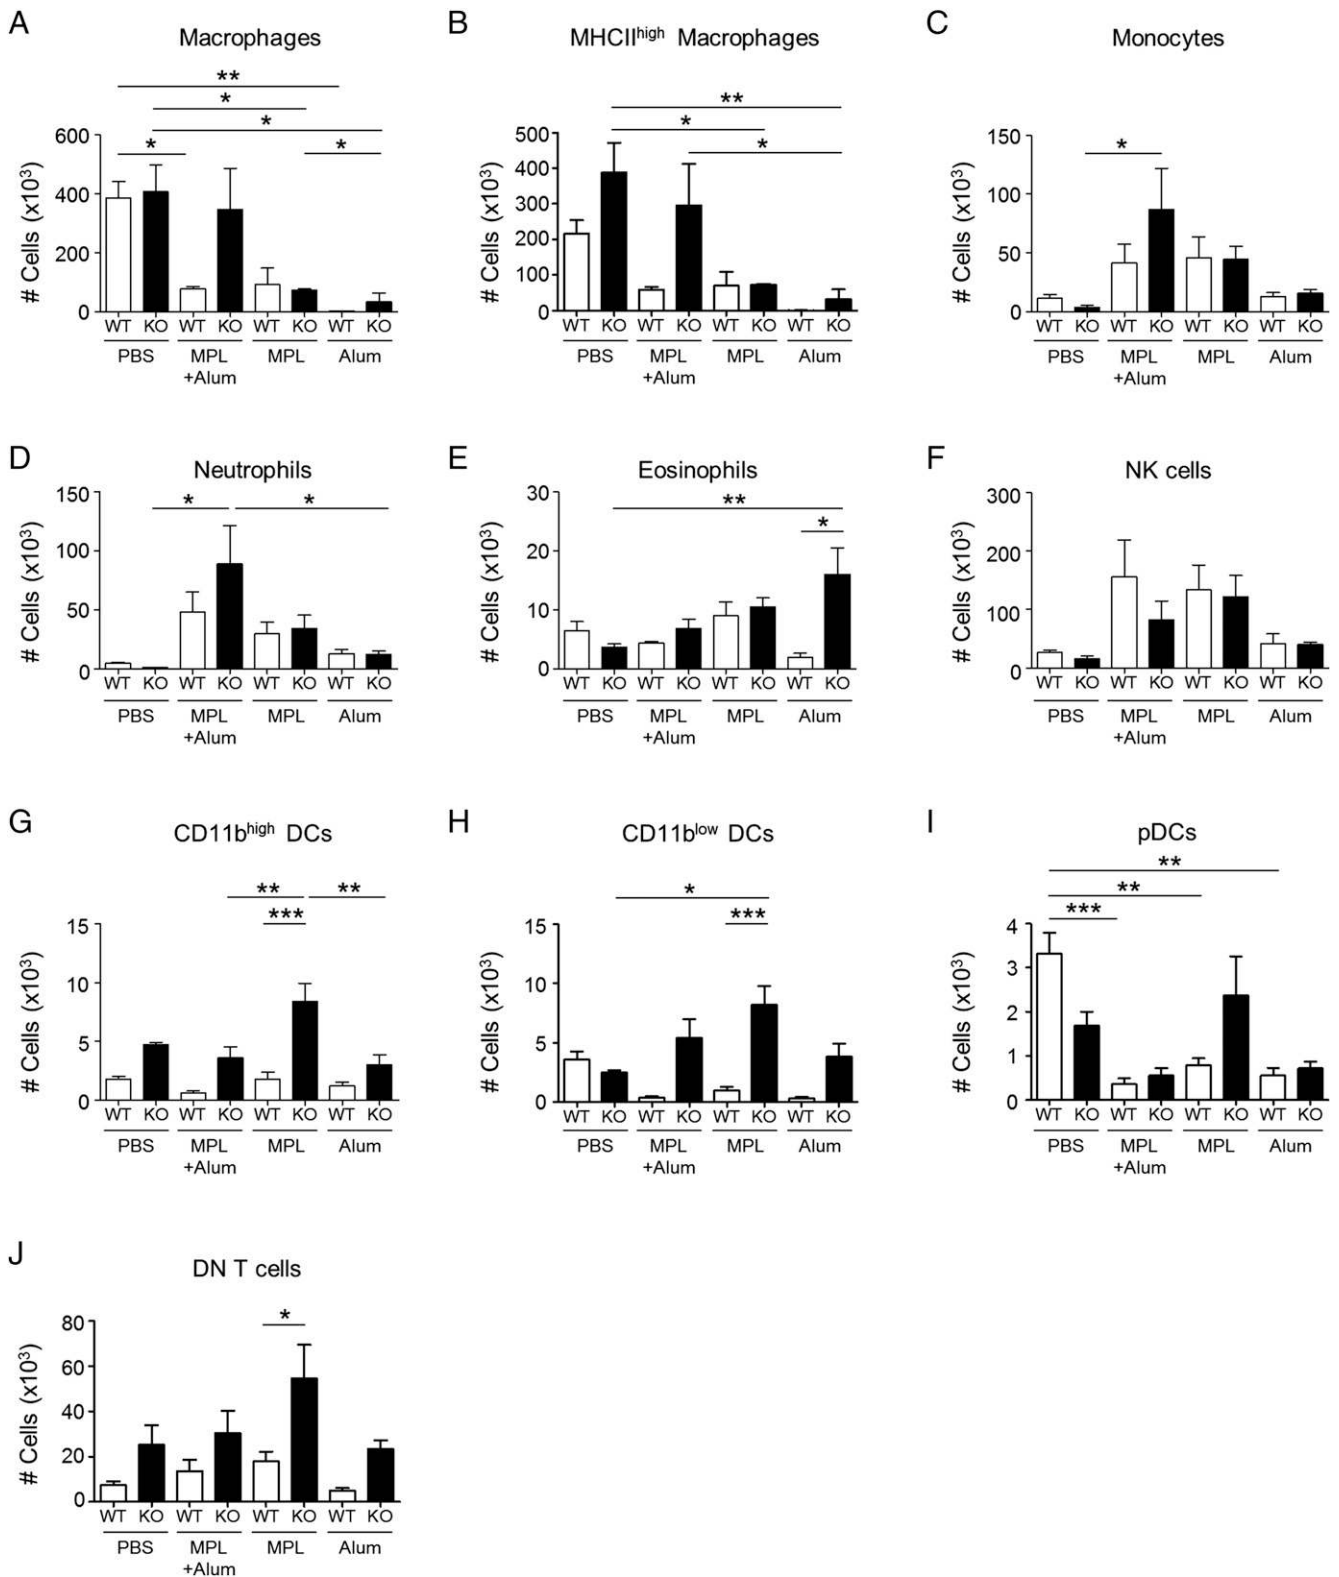 A
Macrophages
**
*
*
*
*
# Cells (x10³)
600
400
200
0
WT KO WT KO WT KO WT KO
PBS MPL MPL Alum
+Alum
B
MHCIIʰⁱᵍʰ Macrophages
**
*
*
# Cells (x10³)
500
400
300
200
100
0
WT KO WT KO WT KO WT KO
PBS MPL MPL Alum
+Alum
C
Monocytes
*
# Cells (x10³)
150
100
50
0
WT KO WT KO WT KO WT KO
PBS MPL MPL Alum
+Alum
D
Neutrophils
* *
# Cells (x10³)
150
100
50
0
WT KO WT KO WT KO WT KO
PBS MPL MPL Alum
+Alum
E
Eosinophils
**
*
# Cells (x10³)
30
20
10
0
WT KO WT KO WT KO WT KO
PBS MPL MPL Alum
+Alum
F
NK cells
# Cells (x10³)
300
200
100
0
WT KO WT KO WT KO WT KO
PBS MPL MPL Alum
+Alum
G
CD11bʰⁱᵍʰ DCs
** **
***
# Cells (x10³)
15
10
5
0
WT KO WT KO WT KO WT KO
PBS MPL MPL Alum
+Alum
H
CD11bˡᵒʷ DCs
*
***
# Cells (x10³)
15
10
5
0
WT KO WT KO WT KO WT KO
PBS MPL MPL Alum
+Alum
I
pDCs
**
**
***
# Cells (x10³)
4
3
2
1
0
WT KO WT KO WT KO WT KO
PBS MPL MPL Alum
+Alum
J
DN T cells
*
# Cells (x10³)
80
60
40
20
0
WT KO WT KO WT KO WT KO
PBS MPL MPL Alum
+Alum